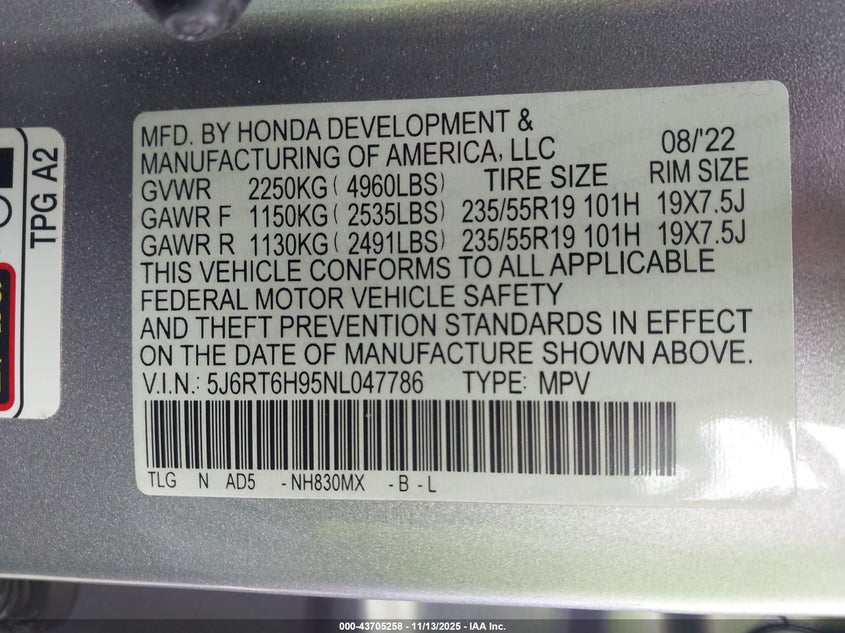 MFD. BY HONDA DEVELOPMENT &
MANUFACTURING OF AMERICA, LLC 08/'22
GVWR 2250KG ( 4960LBS) TIRE SIZE RIM SIZE
GAWR F 1150KG ( 2535LBS) 235/55R19 101H 19X7.5J
GAWR R 1130KG ( 2491LBS) 235/55R19 101H 19X7.5J
THIS VEHICLE CONFORMS TO ALL APPLICABLE
FEDERAL MOTOR VEHICLE SAFETY
AND THEFT PREVENTION STANDARDS IN EFFECT
ON THE DATE OF MANUFACTURE SHOWN ABOVE.
V.I.N.: 5J6RT6H95NL047786 TYPE: MPV
TLG N AD5 -NH830MX -B -L
TPG A2
000-43705258 - 11/13/2025 - IAA Inc.